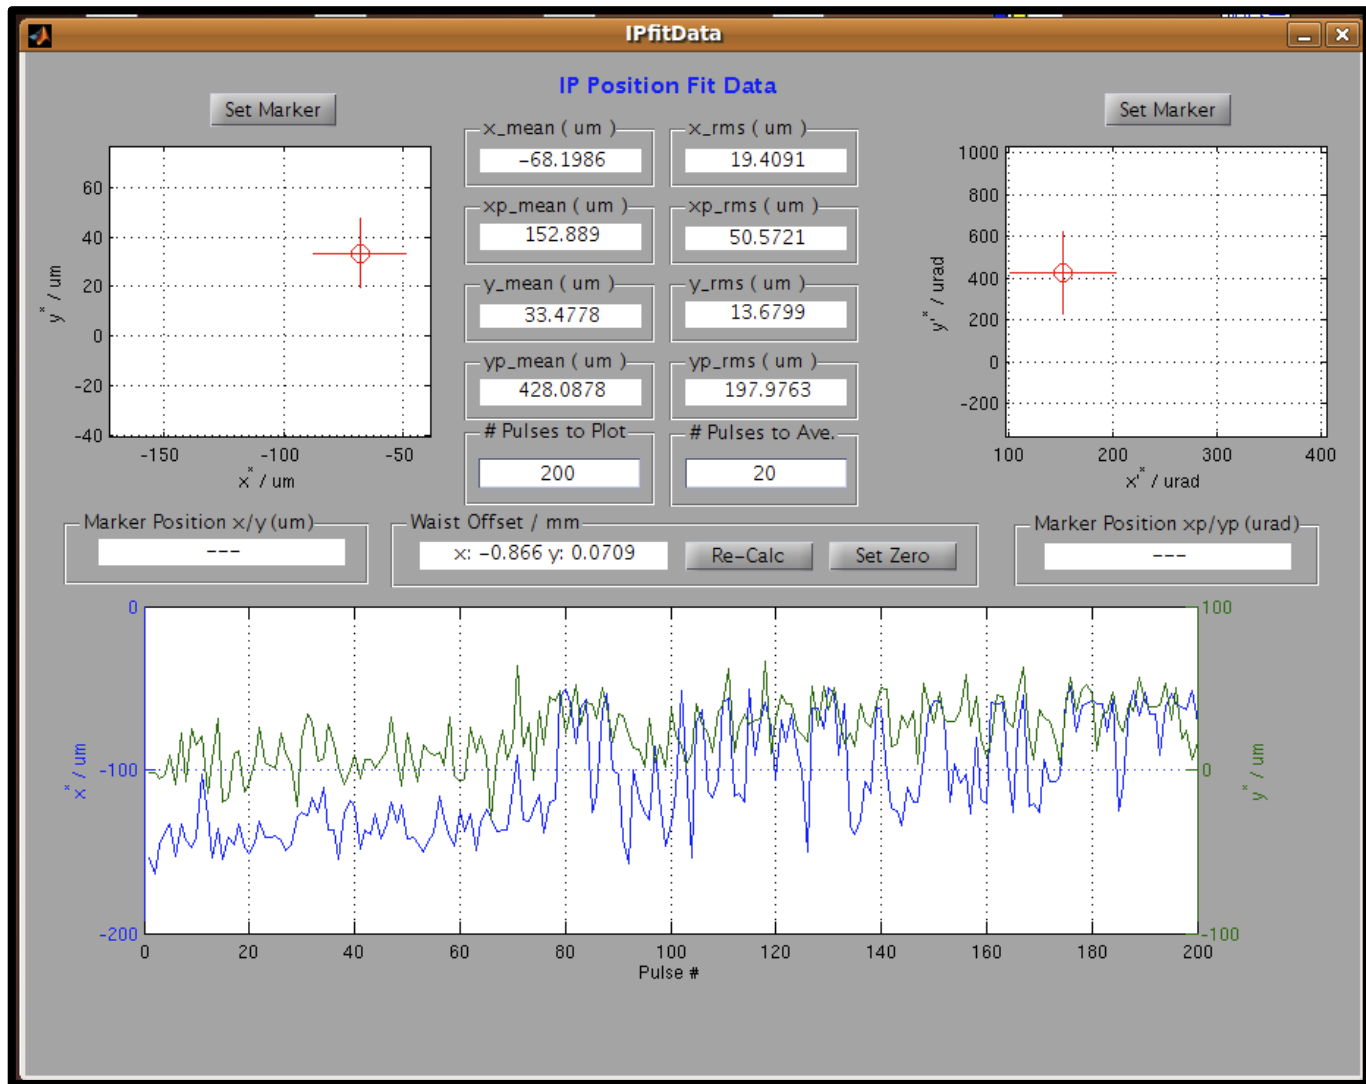 IPfitData
IP Position Fit Data
Set Marker
Set Marker
x_mean ( um )
x_rms ( um )
-68.1986
19.4091
xp_mean ( um )
xp_rms ( um )
152.889
50.5721
y_mean ( um )
y_rms ( um )
33.4778
13.6799
yp_mean ( um )
yp_rms ( um )
428.0878
197.9763
# Pulses to Plot
# Pulses to Ave.
200
20
60
40
20
0
-20
-40
y* / um
-150
-100
-50
x* / um
1000
800
600
400
200
0
-200
y'* / urad
100
200
300
400
x'* / urad
Marker Position x/y (um)
---
Waist Offset / mm
x: -0.866 y: 0.0709
Re-Calc
Set Zero
Marker Position xp/yp (urad)
---
0
-100
-200
x* / um
100
0
-100
y* / um
0
20
40
60
80
100
120
140
160
180
200
Pulse #